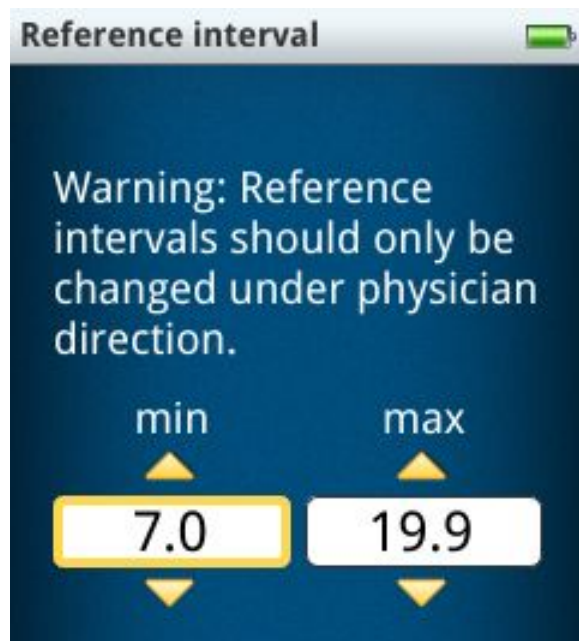 Reference interval
Warning: Reference
intervals should only be
changed under physician
direction.
min max
7.0 19.9